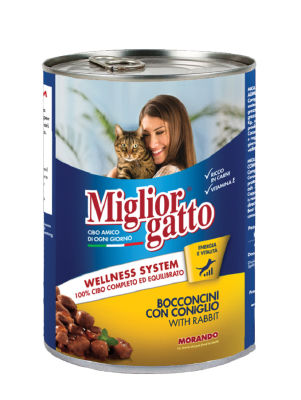 RICCO
IN CARNI
VITAMINA E
Miglior
gatto
CIBO AMICO
DI OGNI GIORNO
ENERGIA
E VITALITÀ
WELLNESS SYSTEM
100% CIBO COMPLETO ED EQUILIBRATO
BOCCONCINI
CON CONIGLIO
WITH RABBIT
MORANDO